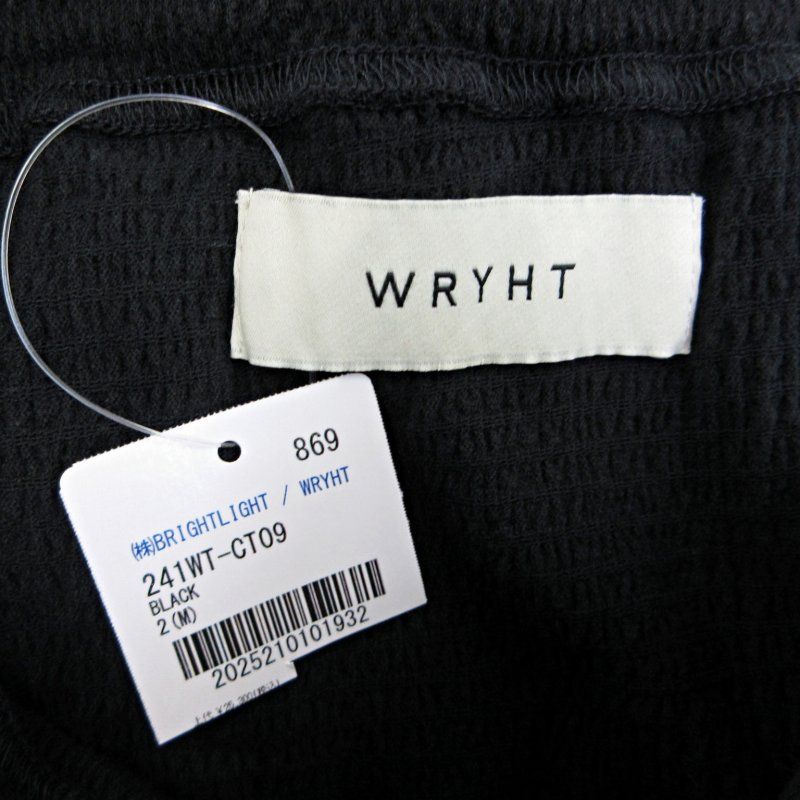 WRYHT
869
㈱BRIGHTLIGHT / WRYHT
241WT-CT09
BLACK
2(M)
2025210101932